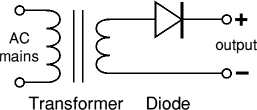 AC
mains
+
output
−
Transformer
Diode